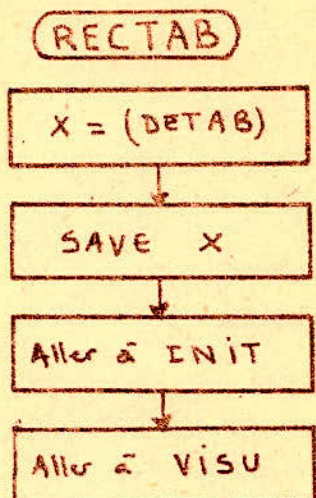 RECTAB
X = (DETAB)
SAVE X
Aller à INIT
Aller à VISU